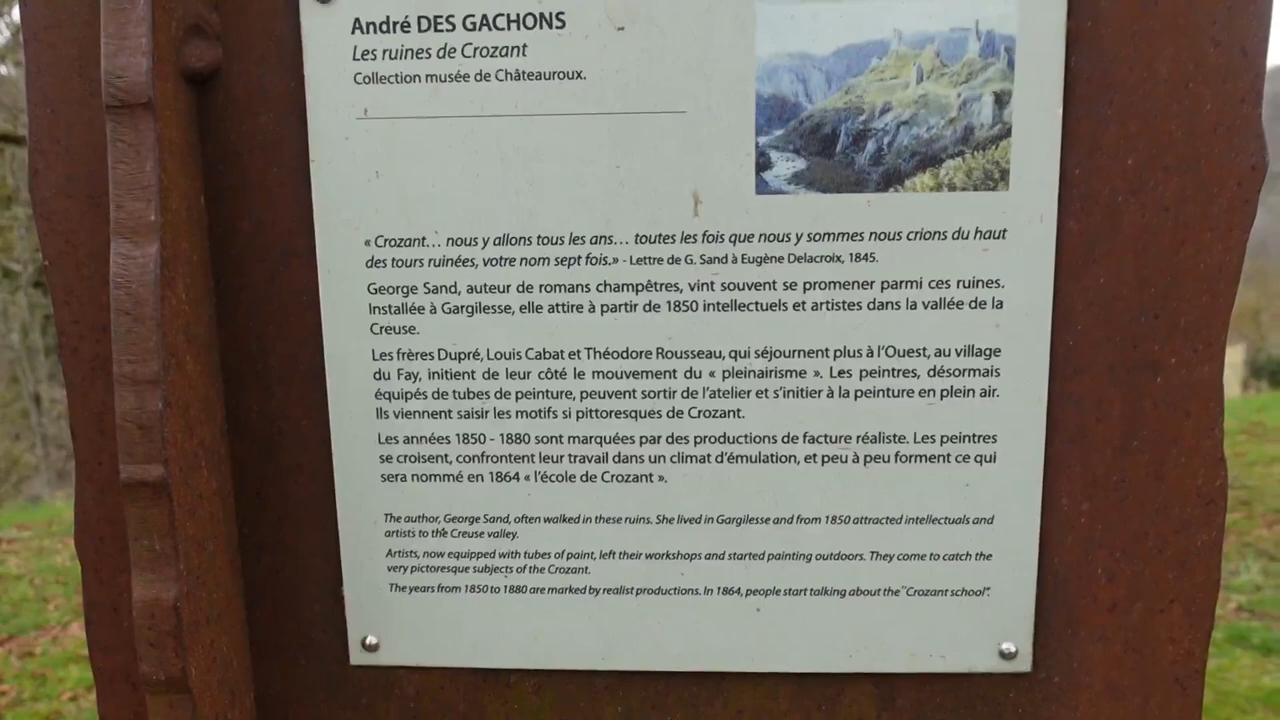 André DES GACHONS
Les ruines de Crozant
Collection musée de Châteauroux.
« Crozant… nous y allons tous les ans… toutes les fois que nous y sommes nous crions du haut
des tours ruinées, votre nom sept fois.» - Lettre de G. Sand à Eugène Delacroix, 1845.
George Sand, auteur de romans champêtres, vint souvent se promener parmi ces ruines.
Installée à Gargilesse, elle attire à partir de 1850 intellectuels et artistes dans la vallée de la
Creuse.
Les frères Dupré, Louis Cabat et Théodore Rousseau, qui séjournent plus à l'Ouest, au village
du Fay, initient de leur côté le mouvement du « pleinairisme ». Les peintres, désormais
équipés de tubes de peinture, peuvent sortir de l'atelier et s'initier à la peinture en plein air.
Ils viennent saisir les motifs si pittoresques de Crozant.
Les années 1850 - 1880 sont marquées par des productions de facture réaliste. Les peintres
se croisent, confrontent leur travail dans un climat d'émulation, et peu à peu forment ce qui
sera nommé en 1864 « l'école de Crozant ».
The author, George Sand, often walked in these ruins. She lived in Gargilesse and from 1850 attracted intellectuals and
artists to the Creuse valley.
Artists, now equipped with tubes of paint, left their workshops and started painting outdoors. They come to catch the
very pictoresque subjects of the Crozant.
The years from 1850 to 1880 are marked by realist productions. In 1864, people start talking about the "Crozant school".